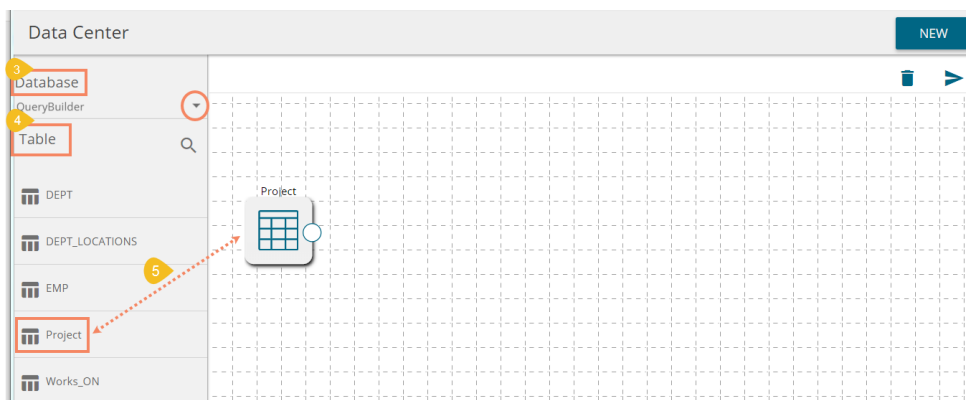 Data Center
NEW
3
Database
QueryBuilder
4
Table
Project
DEPT
DEPT_LOCATIONS
5
EMP
Project
Works_ON